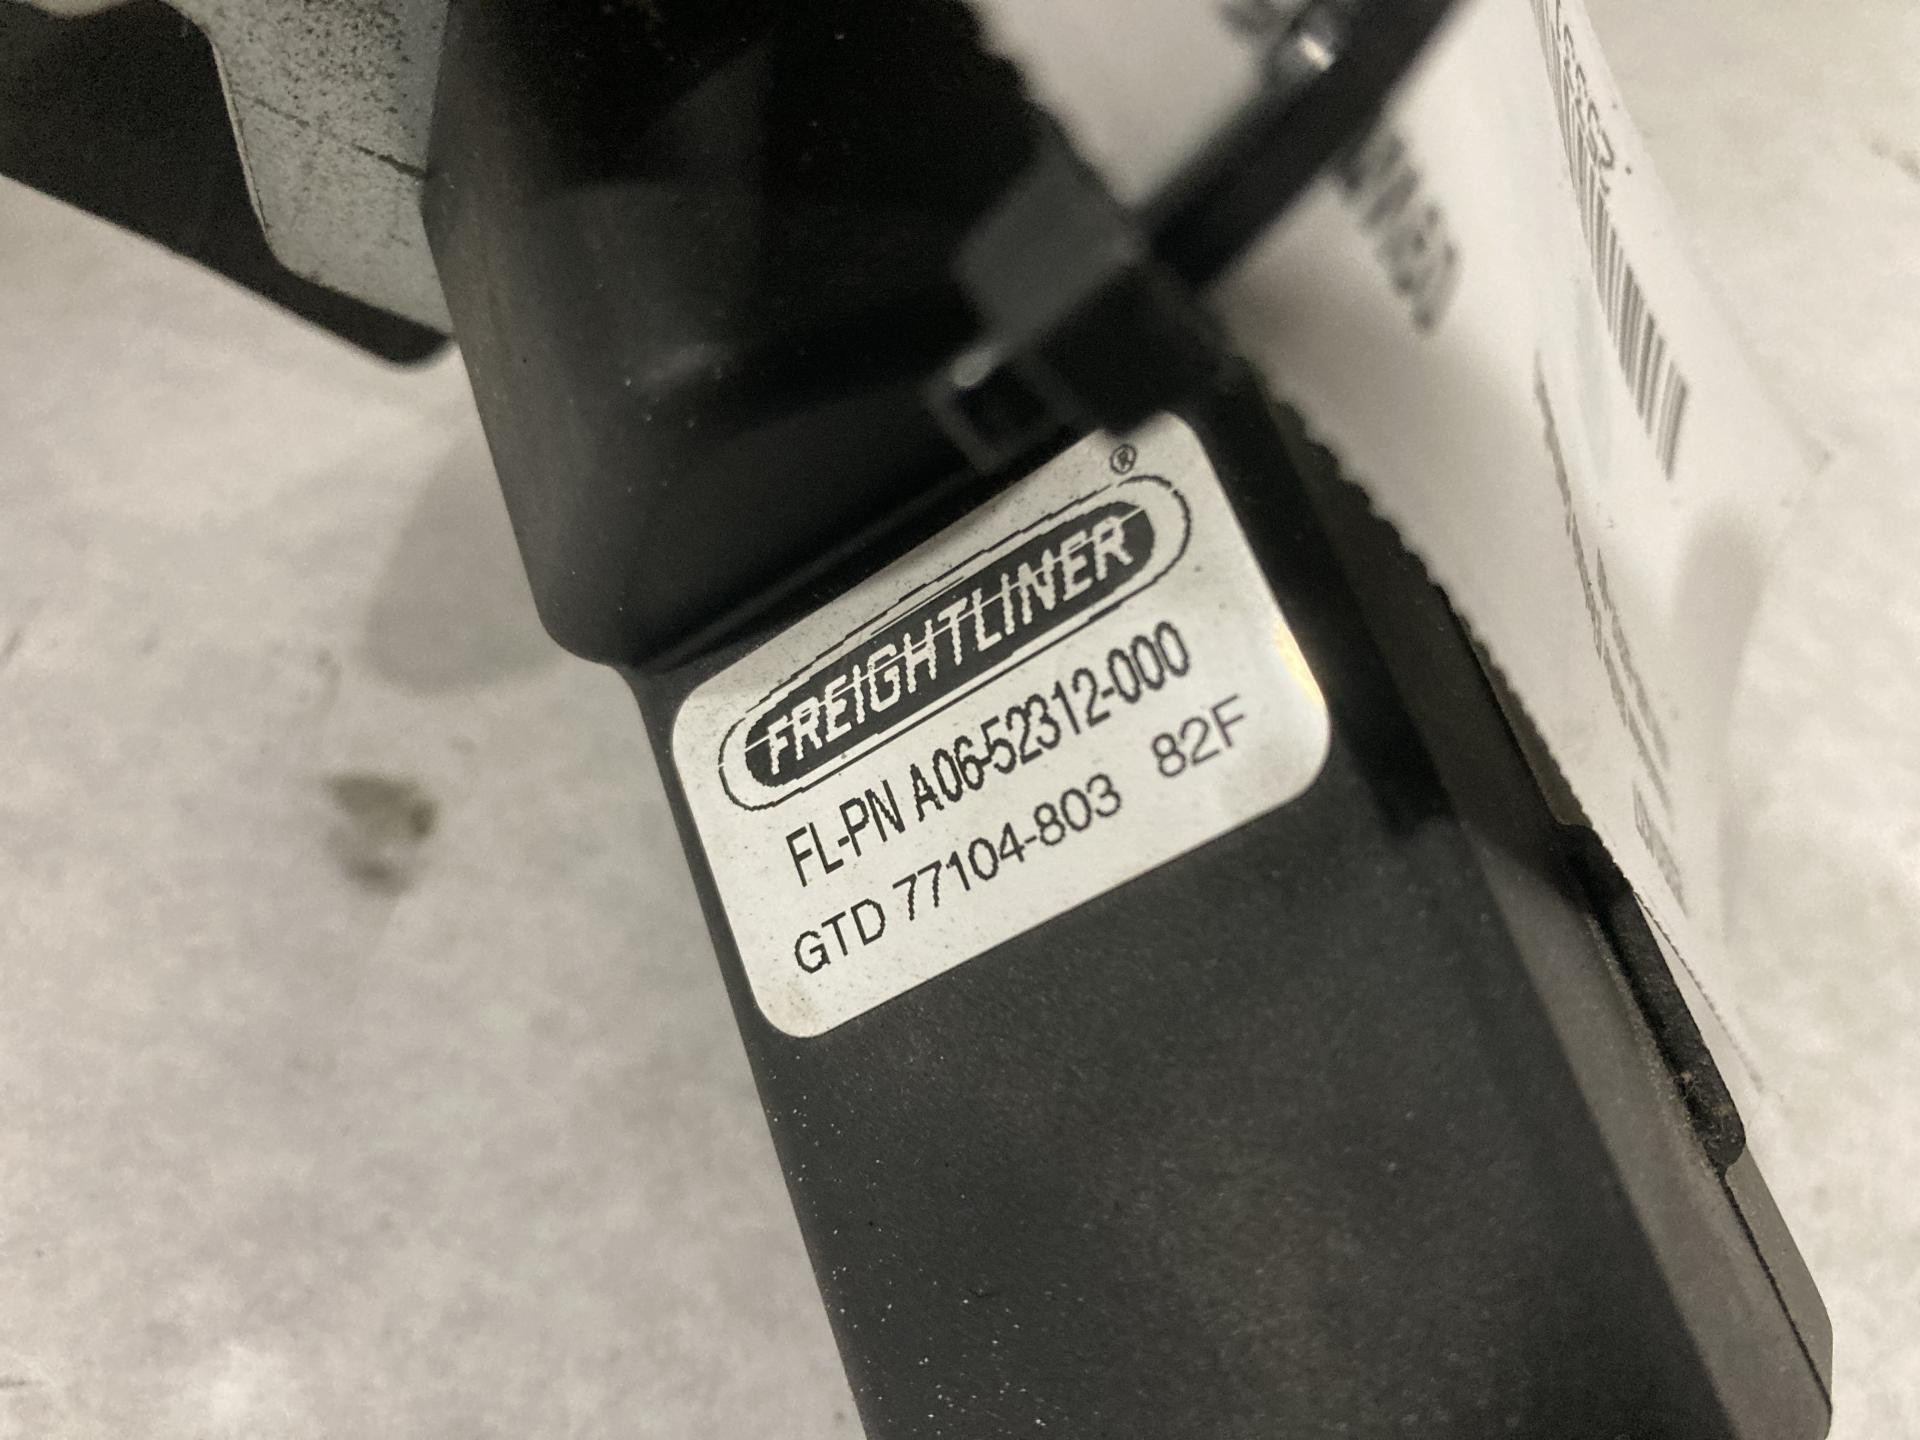 ®
FREIGHTLINER
FL-PN A06-52312-000
GTD 77104-803 82F